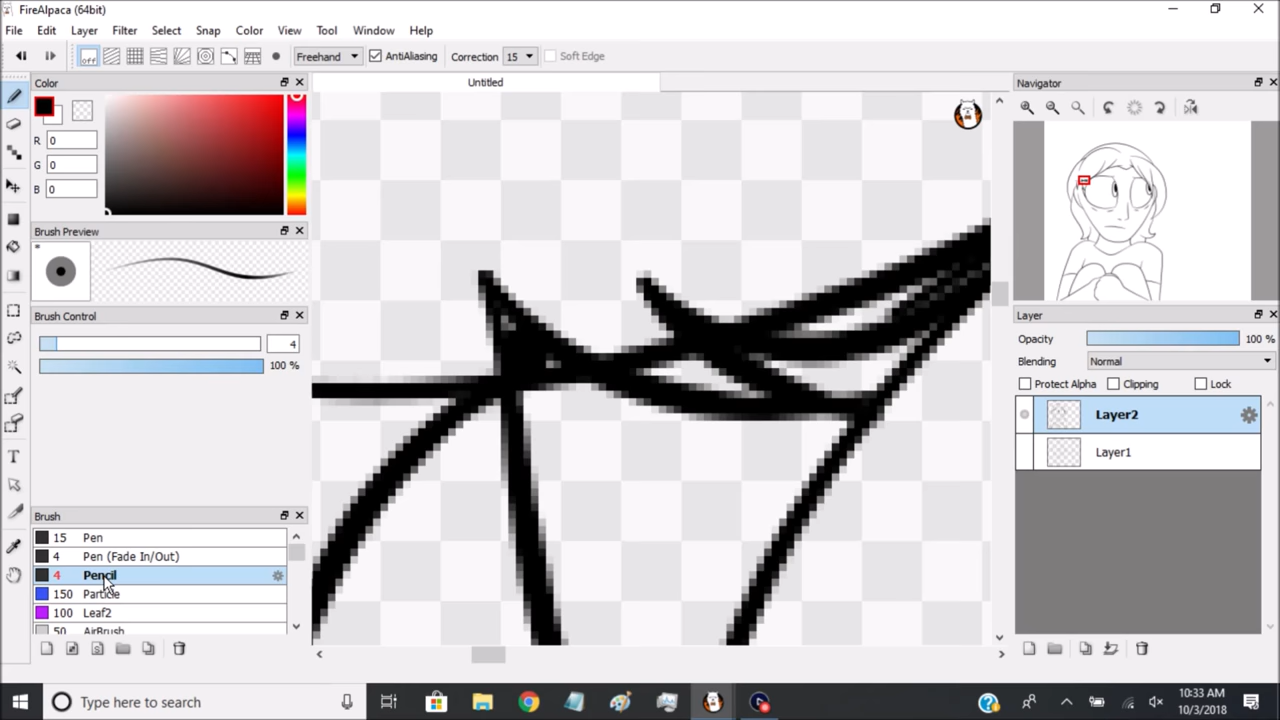 FireAlpaca (64bit)
File Edit Layer Filter Select Snap Color View Tool Window Help
off Freehand AntiAliasing Correction 15 Soft Edge
Color
Untitled
Navigator
R 0
G 0
B 0
Brush Preview
Brush Control
4
100 %
Layer
Opacity 100 %
Blending Normal
Protect Alpha Clipping Lock
Layer2
Layer1
Brush
15 Pen
4 Pen (Fade In/Out)
4 Pencil
150 Particle
100 Leaf2
50 AirBrush
T
Type here to search
10:33 AM
10/3/2018